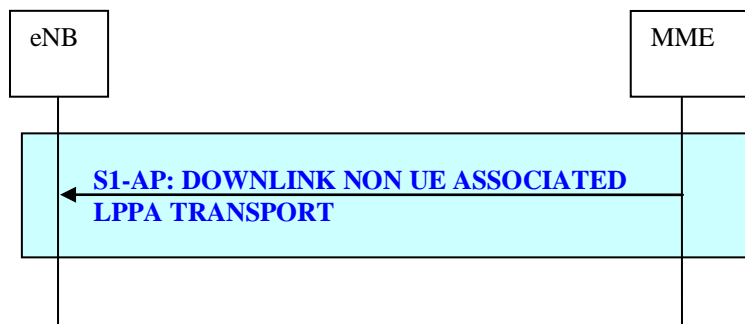 eNB
MME
S1-AP: DOWNLINK NON UE ASSOCIATED
LPPA TRANSPORT